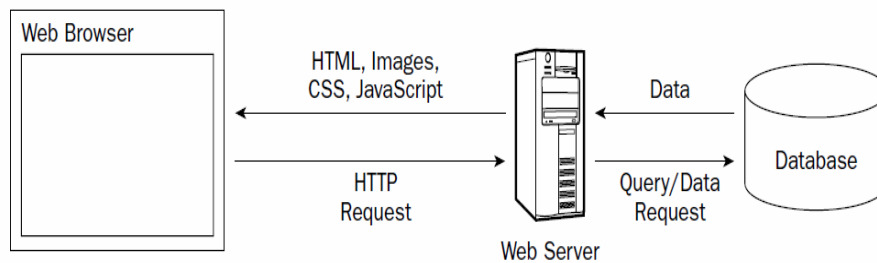 Web Browser
HTML, Images,
CSS, JavaScript
HTTP
Request
Web Server
Data
Query/Data
Request
Database